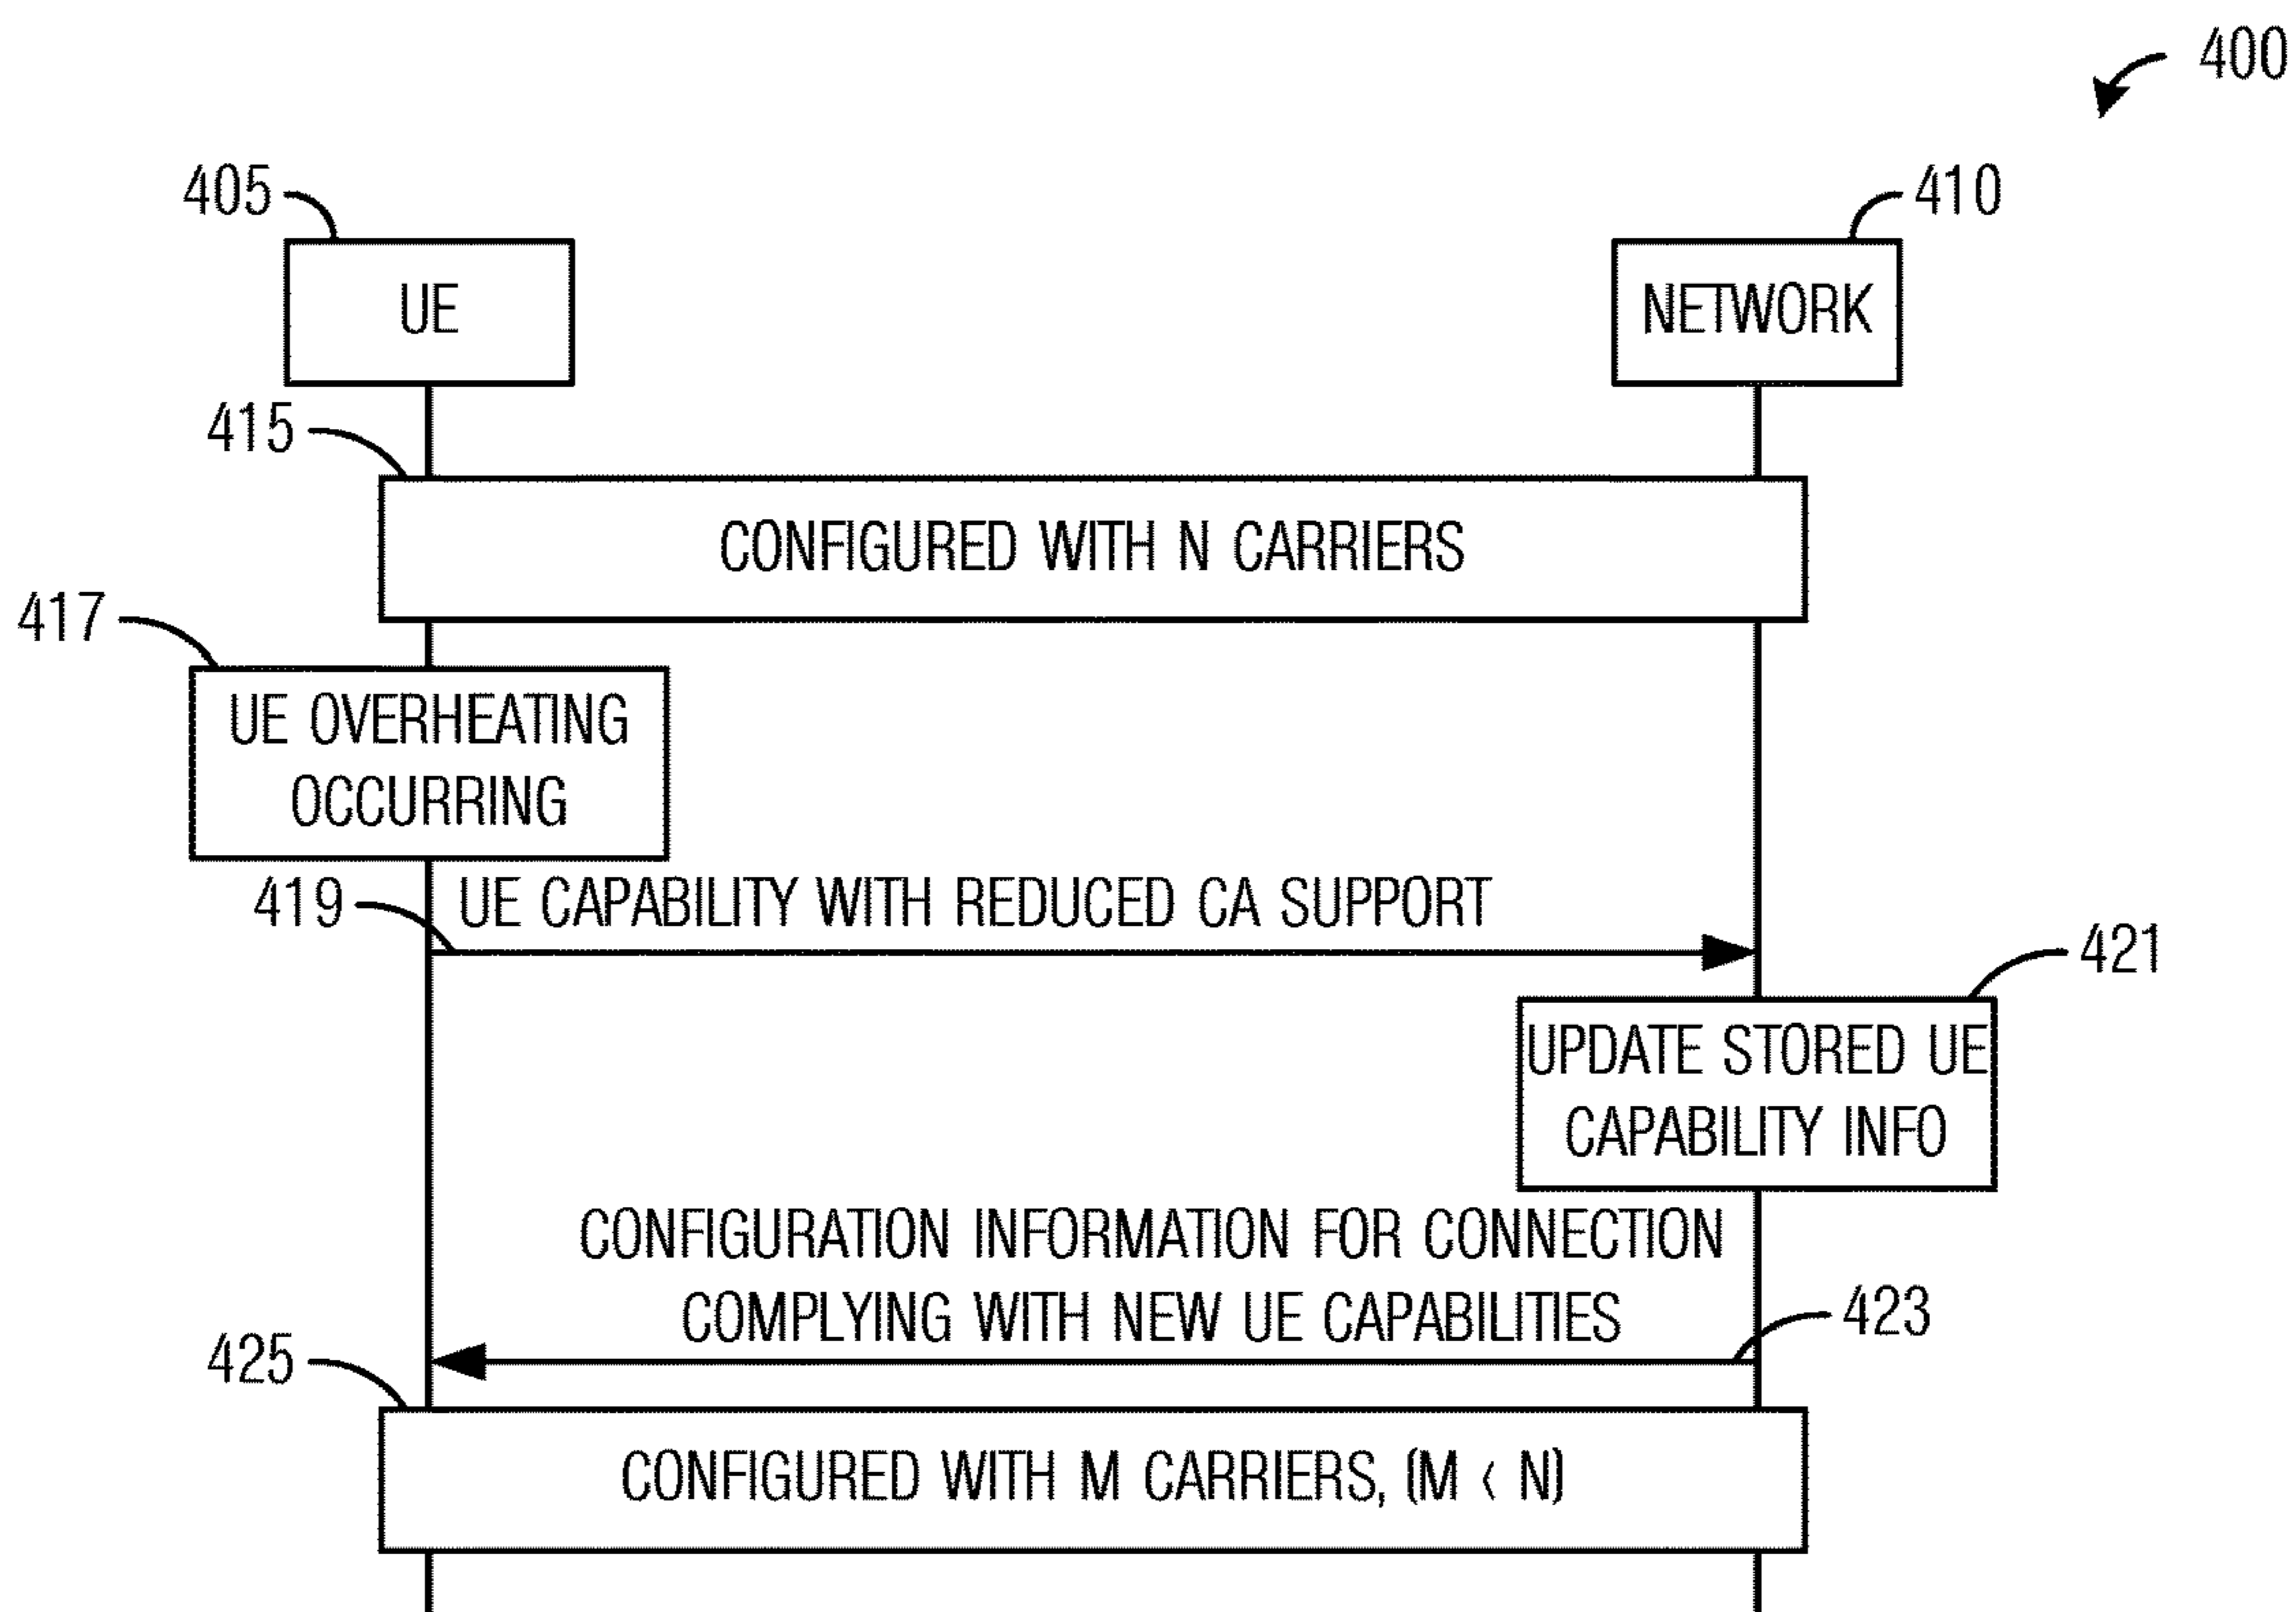 400
405
410
UE
NETWORK
415
CONFIGURED WITH N CARRIERS
417
UE OVERHEATING
OCCURRING
419
UE CAPABILITY WITH REDUCED CA SUPPORT
421
UPDATE STORED UE
CAPABILITY INFO
CONFIGURATION INFORMATION FOR CONNECTION
COMPLYING WITH NEW UE CAPABILITIES
423
425
CONFIGURED WITH M CARRIERS, (M < N)